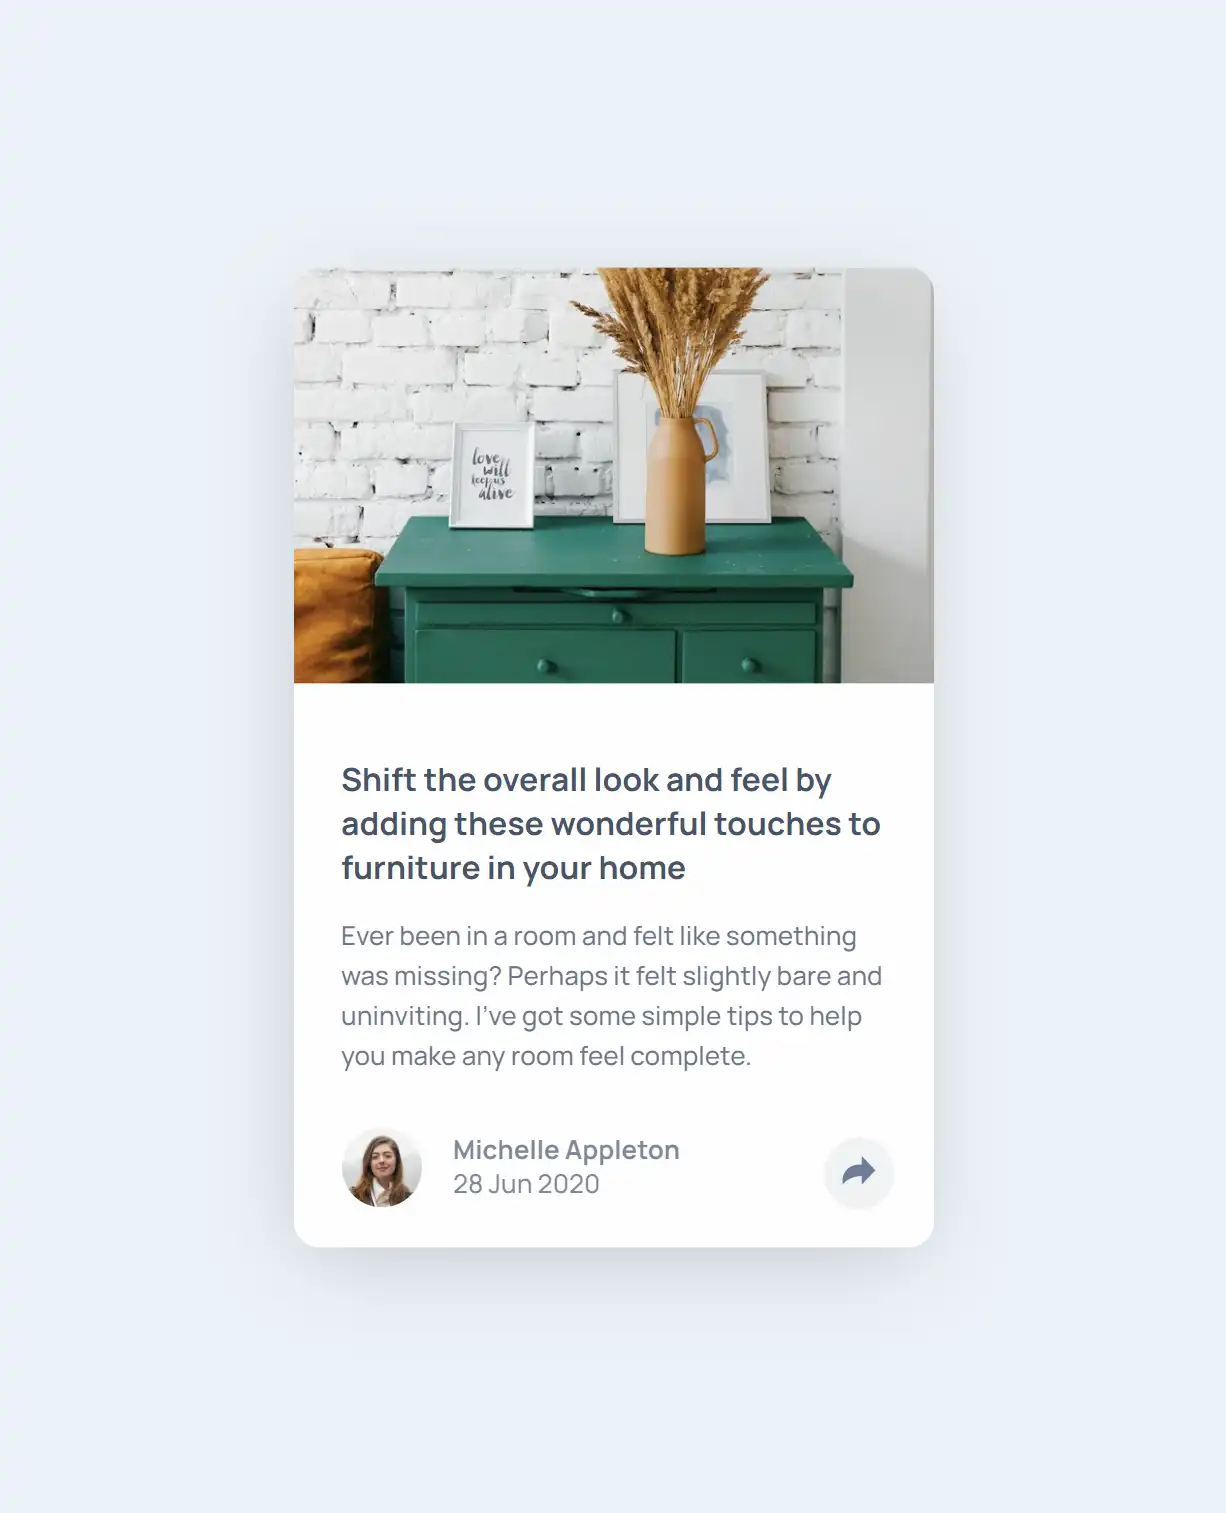 love
will
keep us
alive
Shift the overall look and feel by
adding these wonderful touches to
furniture in your home
Ever been in a room and felt like something
was missing? Perhaps it felt slightly bare and
uninviting. I’ve got some simple tips to help
you make any room feel complete.
Michelle Appleton
28 Jun 2020